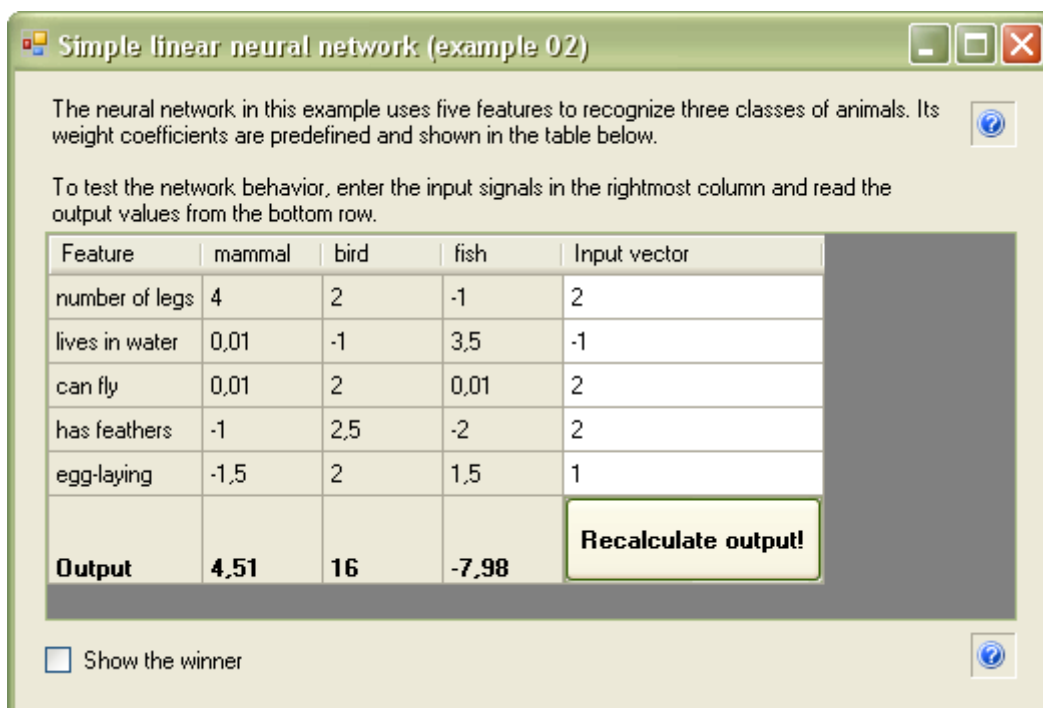 Simple linear neural network (example 02)
The neural network in this example uses five features to recognize three classes of animals. Its
weight coefficients are predefined and shown in the table below.
To test the network behavior, enter the input signals in the rightmost column and read the
output values from the bottom row.
Feature mammal bird fish Input vector
number of legs 4 2 -1 2
lives in water 0,01 -1 3,5 -1
can fly 0,01 2 0,01 2
has feathers -1 2,5 -2 2
egg-laying -1,5 2 1,5 1
Recalculate output!
Output 4,51 16 -7,98
Show the winner